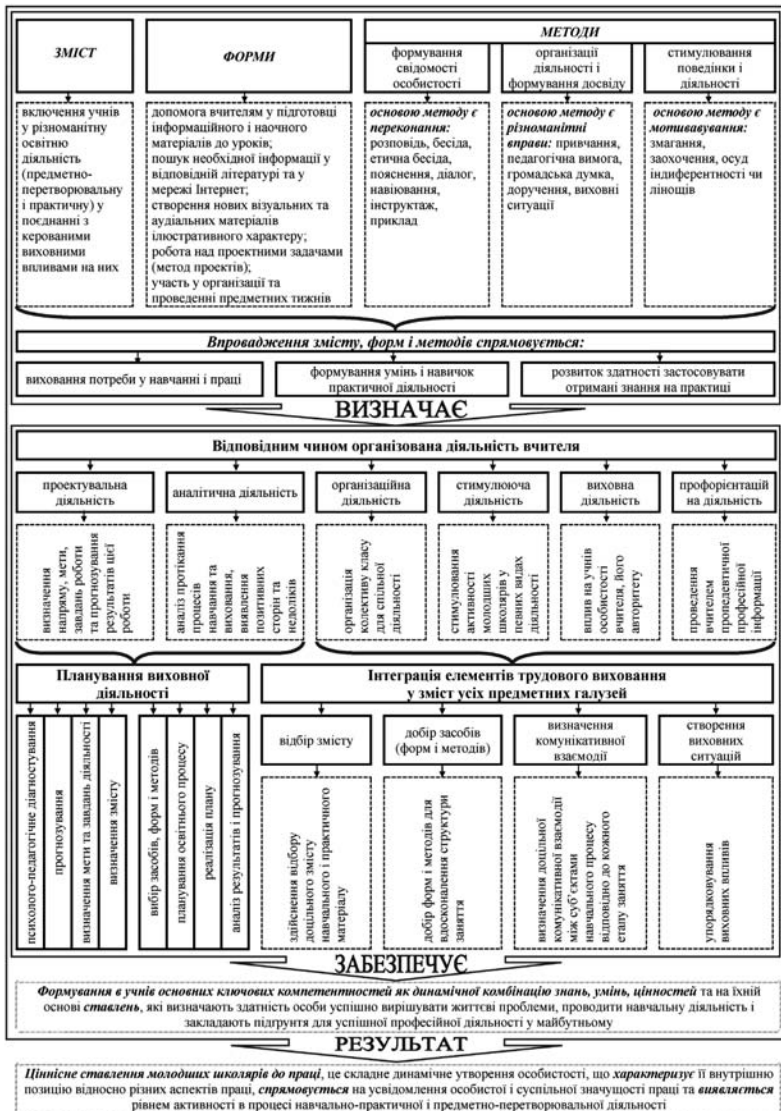 ЗМІСТ
ФОРМИ
МЕТОДИ
формування
свідомості
особистості
організації
діяльності і
формування досвіду
стимулювання
поведінки і
діяльності
включення учнів
у різноманітну
освітню
діяльність
(предметно-
перетворювальну
і практичну) у
поєднанні з
керованими
виховними
впливами на них
допомога вчителям у підготовці
інформаційного і наочного
матеріалів до уроків;
пошук необхідної інформації у
відповідній літературі та у
мережі Інтернет;
створення нових візуальних та
аудіальних матеріалів
ілюстративного характеру;
робота над проектними задачами
(метод проектів);
участь у організації та
проведенні предметних тижнів
основою методу є
переконання:
розповідь, бесіда,
етична бесіда,
пояснення, діалог,
навіювання,
інструктаж,
приклад
основою методу є
різноманітні
вправи: привчання,
педагогічна вимога,
громадська думка,
доручення, виховні
ситуації
основою методу є
мотивавування:
змагання,
заохочення, осуд
індиферентності чи
лінощів
Впровадження змісту, форм і методів спрямовується:
виховання потреби у навчанні і праці
формування умінь і навичок
практичної діяльності
розвиток здатності застосовувати
отримані знання на практиці
ВИЗНАЧАЄ
Відповідним чином організована діяльність вчителя
проектувальна
діяльність
аналітична діяльність
організаційна
діяльність
стимулююча
діяльність
виховна
діяльність
профорієнтацій
на діяльність
визначення
напряму, мети,
завдань роботи
та прогнозування
результатів цієї
роботи
аналіз протікання
процесів
навчання та
виховання,
виявлення
позитивних
сторін та
недоліків
організація
колективу класу
для спільної
діяльності
стимулювання
активності
молодших
школярів у
певних видах
діяльності
вплив на учнів
особистості
вчителя, його
авторитету
проведення
вчителем
пропедевтичної
професійної
інформації
Планування виховної
діяльності
Інтеграція елементів трудового виховання
у зміст усіх предметних галузей
психолого-педагогічне діагностування
прогнозування
визначення мети та завдань діяльності
визначення змісту
вибір засобів, форм і методів
планування освітнього процесу
реалізація плану
аналіз результатів і прогнозування
відбір змісту
добір засобів
(форм і методів)
визначення
комунікативної
взаємодії
створення
виховних
ситуацій
здійснення відбору
доцільного змісту
навчального і практичного
матеріалу
добір форм і методів для
вдосконалення структури
заняття
визначення доцільної
комунікативної взаємодії
між суб’єктами
навчального процесу
відповідно до кожного
етапу заняття
упорядковування
виховних впливів
ЗАБЕЗПЕЧУЄ
Формування в учнів основних ключових компетентностей як динамічної комбінацію знань, умінь, цінностей та на їхній
основі ставлень, які визначають здатність особи успішно вирішувати життєві проблеми, проводити навчальну діяльність і
закладають підґрунтя для успішної професійної діяльності у майбутньому
РЕЗУЛЬТАТ
Ціннісне ставлення молодших школярів до праці, це складне динамічне утворення особистості, що характеризує її внутрішню
позицію відносно різних аспектів праці, спрямовується на усвідомлення особистої і суспільної значущості праці та виявляється
рівнем активності в процесі навчально-практичної і предметно-перетворювальної діяльності